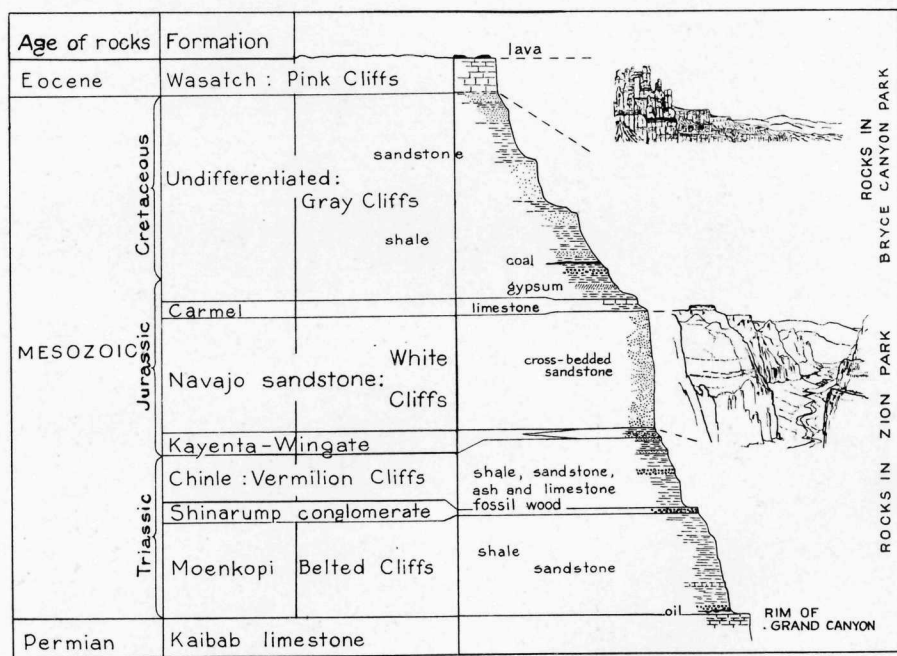 Age of rocks Formation
lava
Eocene Wasatch : Pink Cliffs
Cretaceous
sandstone
Undifferentiated:
Gray Cliffs
shale
coal
gypsum
MESOZOIC
Jurassic
Carmel limestone
White
Navajo sandstone:
Cliffs
cross-bedded
sandstone
Kayenta-Wingate
Triassic
Chinle : Vermilion Cliffs
shale, sandstone,
ash and limestone
fossil wood
Shinarump conglomerate
shale
Moenkopi Belted Cliffs
sandstone
oil
Permian Kaibab limestone
RIM OF
GRAND CANYON
ROCKS IN
BRYCE CANYON PARK
ROCKS IN ZION PARK